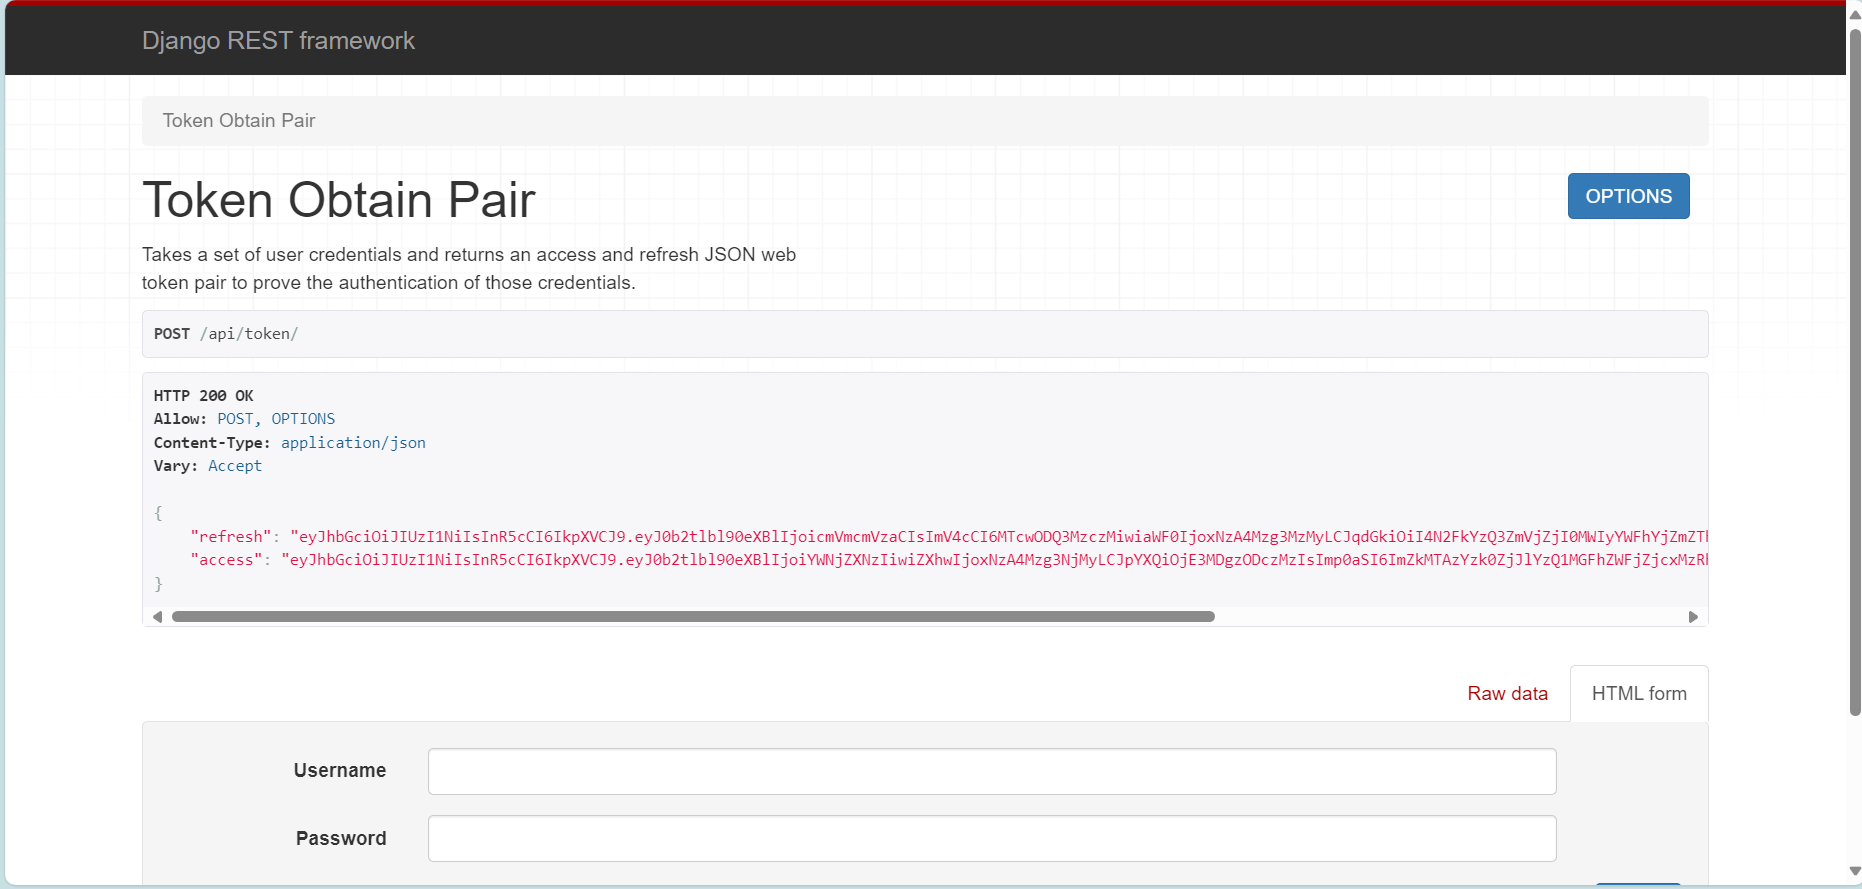 Django REST framework
Token Obtain Pair
Token Obtain Pair
OPTIONS
Takes a set of user credentials and returns an access and refresh JSON web
token pair to prove the authentication of those credentials.
POST /api/token/
HTTP 200 OK
Allow: POST, OPTIONS
Content-Type: application/json
Vary: Accept
{
"refresh": "eyJhbGciOiJIUzI1NiIsInR5cCI6IkpXVCJ9.eyJ0b2tlbl90eXBlIjoicmVmcmVzaCIsImV4cCI6MTcwODQ3MzczMiwiaWF0IjoxNzA4Mzg3MzMyLCJqdGkiOiI4N2FkYzQ3ZmVjZjI0MWIyYWFhYjZmZTl
"access": "eyJhbGciOiJIUzI1NiIsInR5cCI6IkpXVCJ9.eyJ0b2tlbl90eXBlIjoiYWNjZXNzIiwiZXhwIjoxNzA4Mzg3NjMyLCJpYXQiOjE3MDgzODczMzIsImp0aSI6ImZkMTAzYzk0ZjJlYzQ1MGFhZWFjZjcxMzRl
}
Raw data
HTML form
Username
Password